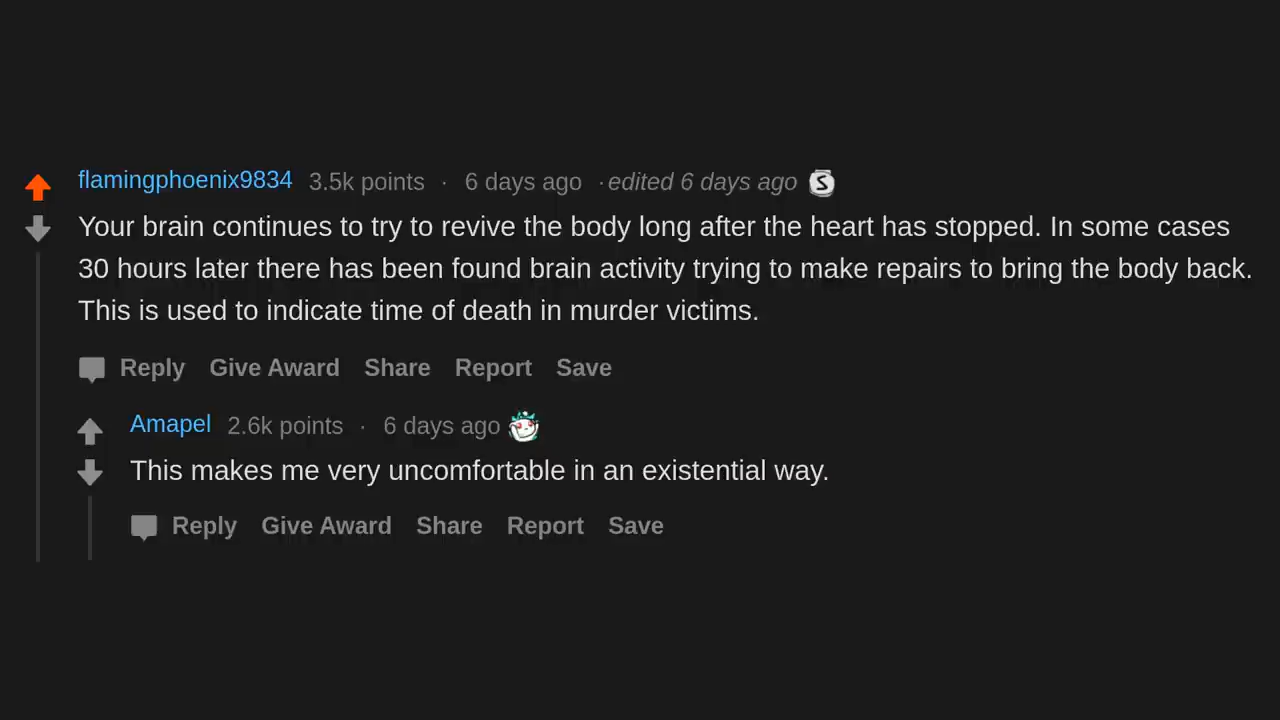 flamingphoenix9834 3.5k points · 6 days ago · edited 6 days ago S
Your brain continues to try to revive the body long after the heart has stopped. In some cases
30 hours later there has been found brain activity trying to make repairs to bring the body back.
This is used to indicate time of death in murder victims.
Reply Give Award Share Report Save
Amapel 2.6k points · 6 days ago
This makes me very uncomfortable in an existential way.
Reply Give Award Share Report Save